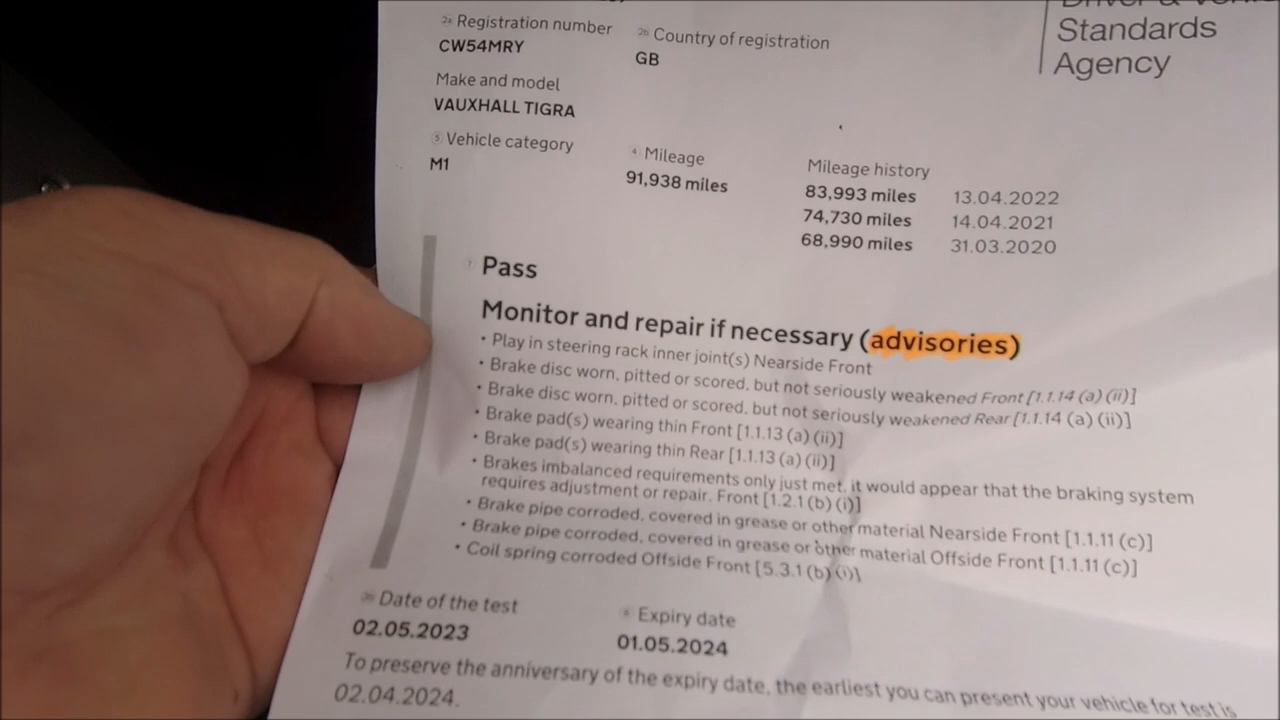 Standards
Agency
2a Registration number
CW54MRY
2b Country of registration
GB
Make and model
VAUXHALL TIGRA
5 Vehicle category
M1
4 Mileage
91,938 miles
Mileage history
83,993 miles 13.04.2022
74,730 miles 14.04.2021
68,990 miles 31.03.2020
7 Pass
Monitor and repair if necessary (advisories)
• Play in steering rack inner joint(s) Nearside Front
• Brake disc worn, pitted or scored, but not seriously weakened Front [1.1.14 (a) (ii)]
• Brake disc worn, pitted or scored, but not seriously weakened Rear [1.1.14 (a) (ii)]
• Brake pad(s) wearing thin Front [1.1.13 (a) (ii)]
• Brake pad(s) wearing thin Rear [1.1.13 (a) (ii)]
• Brakes imbalanced requirements only just met, it would appear that the braking system
requires adjustment or repair. Front [1.2.1 (b) (i)]
• Brake pipe corroded, covered in grease or other material Nearside Front [1.1.11 (c)]
• Brake pipe corroded, covered in grease or other material Offside Front [1.1.11 (c)]
• Coil spring corroded Offside Front [5.3.1 (b) (i)]
Date of the test
02.05.2023
Expiry date
01.05.2024
To preserve the anniversary of the expiry date, the earliest you can present your vehicle for test is
02.04.2024.